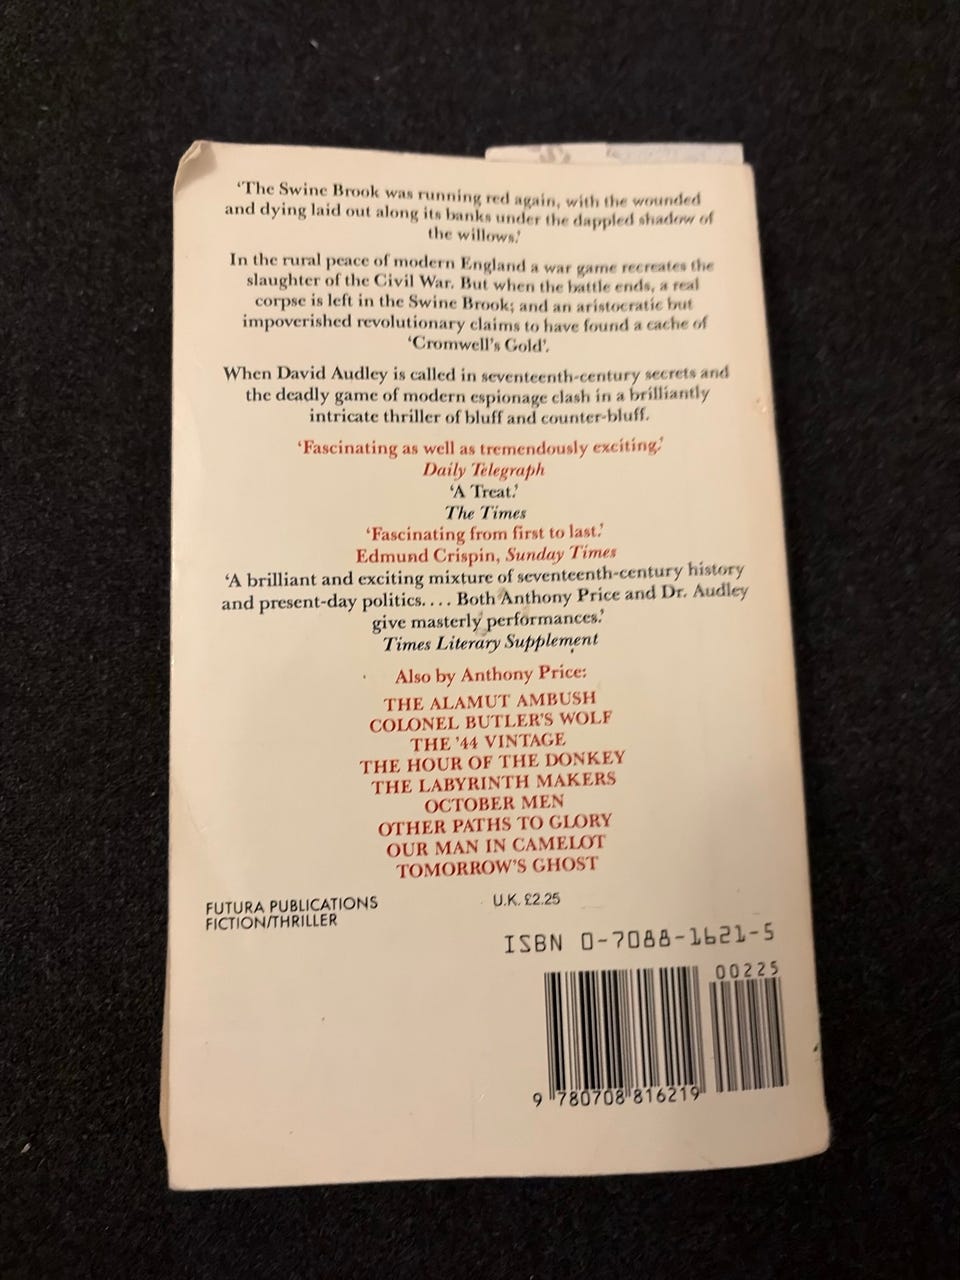 ‘The Swine Brook was running red again, with the wounded
and dying laid out along its banks under the dappled shadow of
the willows.’
In the rural peace of modern England a war game recreates the
slaughter of the Civil War. But when the battle ends, a real
corpse is left in the Swine Brook; and an aristocratic but
impoverished revolutionary claims to have found a cache of
‘Cromwell's Gold’.
When David Audley is called in seventeenth-century secrets and
the deadly game of modern espionage clash in a brilliantly
intricate thriller of bluff and counter-bluff.
‘Fascinating as well as tremendously exciting.’
Daily Telegraph
‘A Treat.’
The Times
‘Fascinating from first to last.’
Edmund Crispin, Sunday Times
‘A brilliant and exciting mixture of seventeenth-century history
and present-day politics.... Both Anthony Price and Dr. Audley
give masterly performances.’
Times Literary Supplement
Also by Anthony Price:
THE ALAMUT AMBUSH
COLONEL BUTLER'S WOLF
THE '44 VINTAGE
THE HOUR OF THE DONKEY
THE LABYRINTH MAKERS
OCTOBER MEN
OTHER PATHS TO GLORY
OUR MAN IN CAMELOT
TOMORROW'S GHOST
FUTURA PUBLICATIONS
FICTION/THRILLER
U.K. £2.25
ISBN 0-7088-1621-5
00225
9 780708 816219